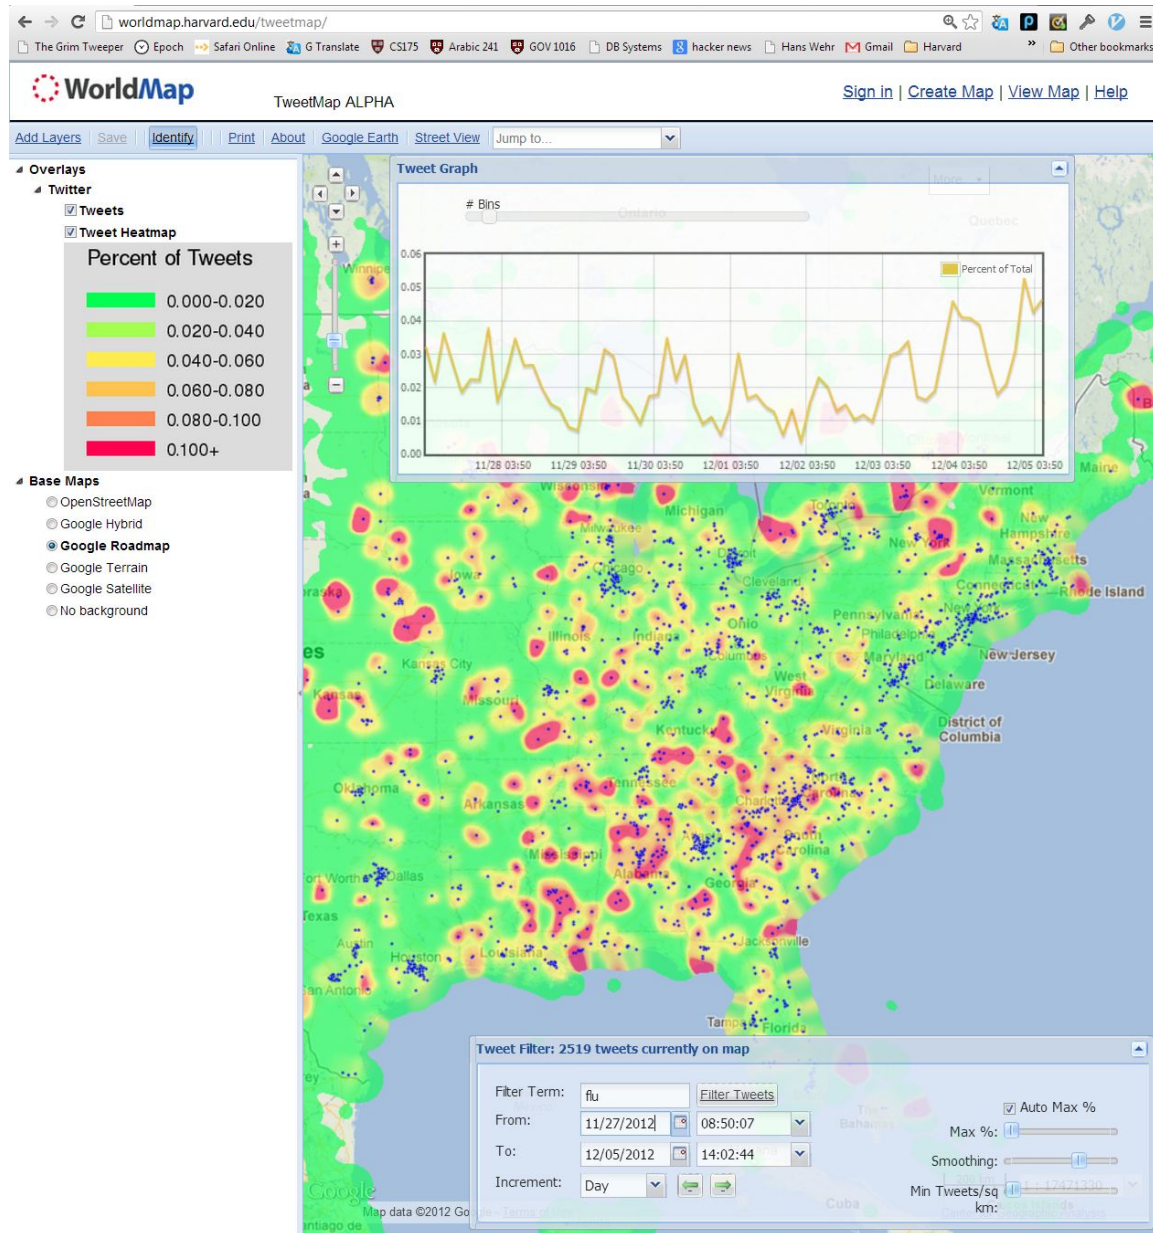 worldmap.harvard.edu/tweetmap/
The Grim Tweeper Epoch Safari Online G Translate CS175 Arabic 241 GOV 1016 DB Systems hacker news Hans Wehr Gmail Harvard » Other bookmarks
WorldMap
TweetMap ALPHA
Sign in | Create Map | View Map | Help
Add Layers Save Identify Print About Google Earth Street View Jump to...
Overlays
Twitter
Tweets
Tweet Heatmap
Percent of Tweets
0.000-0.020
0.020-0.040
0.040-0.060
0.060-0.080
0.080-0.100
0.100+
Base Maps
OpenStreetMap
Google Hybrid
Google Roadmap
Google Terrain
Google Satellite
No background
Tweet Graph
More
# Bins
Ontario
Quebec
0.06
Percent of Total
0.05
0.04
0.03
0.02
0.01
0.00
11/28 03:50 11/29 03:50 11/30 03:50 12/01 03:50 12/02 03:50 12/03 03:50 12/04 03:50 12/05 03:50
Maine
Wisconsin
Vermont
Michigan
Toronto
New Hampshire
Milwaukee
New York
Detroit
Massachusetts
Chicago
Iowa
Cleveland
Connecticut
Rhode Island
Pennsylvania
New York
Ohio
Illinois
Indiana
Philadelphia
Columbus
Maryland
New Jersey
Kansas City
West Virginia
Delaware
Kansas
Missouri
District of Columbia
Kentucky
Virginia
Tennessee
North Carolina
Oklahoma
Charlotte
Arkansas
South Carolina
Mississippi
Alabama
Georgia
Fort Worth
Dallas
Texas
Jacksonville
Austin
Louisiana
Houston
San Antonio
Tampa
Florida
Tweet Filter: 2519 tweets currently on map
Filter Term: flu Filter Tweets
Auto Max %
From: 11/27/2012 08:50:07
The Bahamas
Max %:
To: 12/05/2012 14:02:44
Smoothing:
Increment: Day
Min Tweets/sq km:
1 : 17471330
Cuba
Google
Map data ©2012 Go